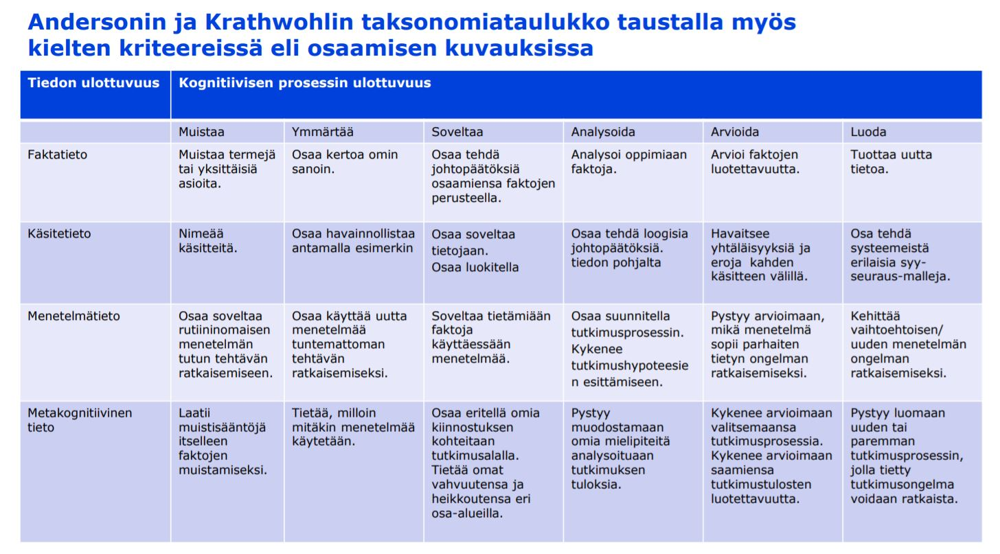 Andersonin ja Krathwohlin taksonomiataulukko taustalla myös
kielten kriteereissä eli osaamisen kuvauksissa
Tiedon ulottuvuus
Kognitiivisen prosessin ulottuvuus
Muistaa
Ymmärtää
Soveltaa
Analysoida
Arvioida
Luoda
Faktatieto
Muistaa termejä
tai yksittäisiä
asioita.
Osaa kertoa omin
sanoin.
Osaa tehdä
johtopäätöksiä
osaamiensa faktojen
perusteella.
Analysoi oppimiaan
faktoja.
Arvioi faktojen
luotettavuutta.
Tuottaa uutta
tietoa.
Käsitetieto
Nimeää
käsitteitä.
Osaa havainnollistaa
antamalla esimerkin
Osaa soveltaa
tietojaan.
Osaa luokitella
Osaa tehdä loogisia
johtopäätöksiä.
tiedon pohjalta
Havaitsee
yhtäläisyyksiä ja
eroja kahden
käsitteen välillä.
Osa tehdä
systeemeistä
erilaisia syy-
seuraus-malleja.
Menetelmätieto
Osaa soveltaa
rutiininomaisen
menetelmän
tutun tehtävän
ratkaisemiseen.
Osaa käyttää uutta
menetelmää
tuntemattoman
tehtävän
ratkaisemiseksi.
Soveltaa tietämiään
faktoja
käyttäessään
menetelmää.
Osaa suunnitella
tutkimusprosessin.
Kykenee
tutkimushypoteesie
n esittämiseen.
Pystyy arvioimaan,
mikä menetelmä
sopii parhaiten
tietyn ongelman
ratkaisemiseksi.
Kehittää
vaihtoehtoisen/
uuden menetelmän
ongelman
ratkaisemiseksi.
Metakognitiivinen
tieto
Laatii
muistisääntöjä
itselleen
faktojen
muistamiseksi.
Tietää, milloin
mitäkin menetelmää
käytetään.
Osaa eritellä omia
kiinnostuksen
kohteitaan
tutkimusalalla.
Tietää omat
vahvuutensa ja
heikkoutensa eri
osa-alueilla.
Pystyy
muodostamaan
omia mielipiteitä
analysoituaan
tutkimuksen
tuloksia.
Kykenee arvioimaan
valitsemaansa
tutkimusprosessia.
Kykenee arvioimaan
saamiensa
tutkimustulosten
luotettavuutta.
Pystyy luomaan
uuden tai
paremman
tutkimusprosessin,
jolla tietty
tutkimusongelma
voidaan ratkaista.